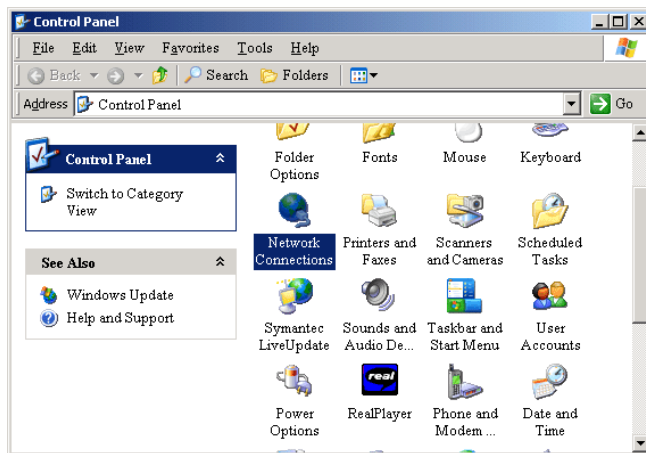 Control Panel
File Edit View Favorites Tools Help
Back Search Folders
Address Control Panel Go
Control Panel
Switch to Category
View
See Also
Windows Update
Help and Support
Folder
Options
Fonts
Mouse
Keyboard
Network
Connections
Printers and
Faxes
Scanners
and Cameras
Scheduled
Tasks
Symantec
LiveUpdate
Sounds and
Audio De...
Taskbar and
Start Menu
User
Accounts
Power
Options
real
RealPlayer
Phone and
Modem ...
Date and
Time